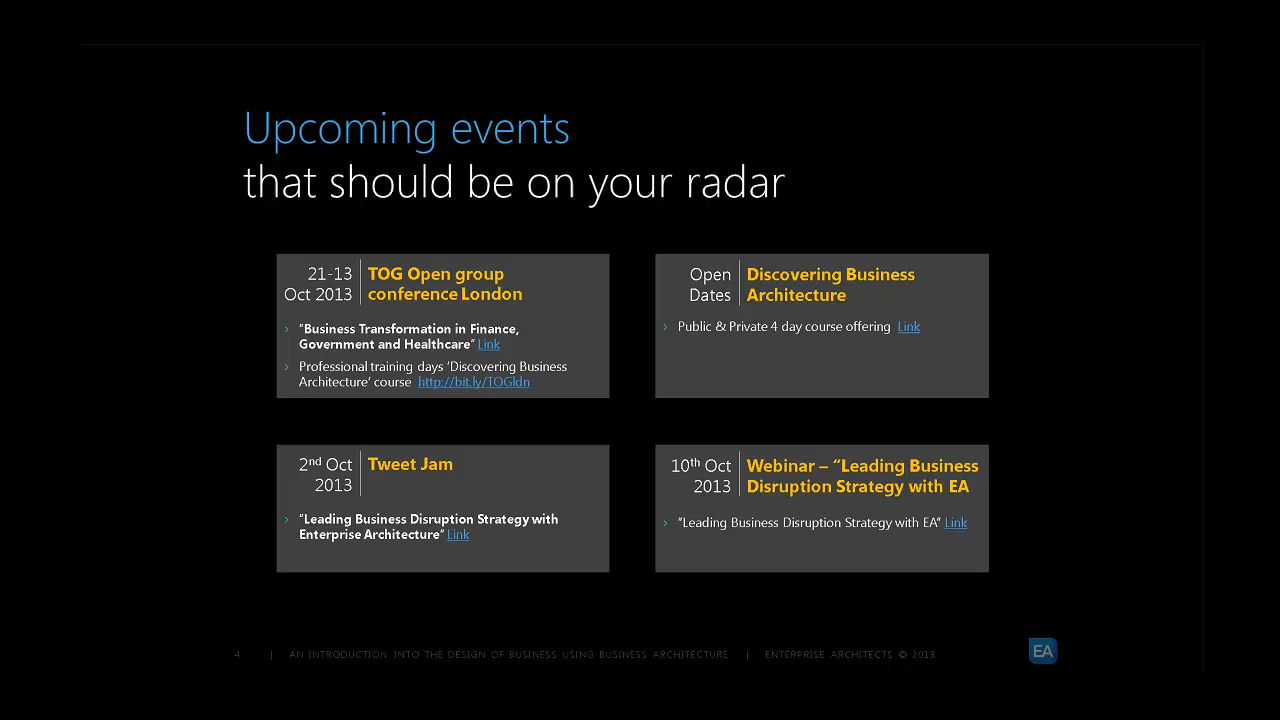 Upcoming events
that should be on your radar
21-13
Oct 2013
TOG Open group
conference London
› “Business Transformation in Finance,
Government and Healthcare” Link
› Professional training days ‘Discovering Business
Architecture’ course http://bit.ly/TOGldn
Open
Dates
Discovering Business
Architecture
› Public & Private 4 day course offering Link
2nd Oct
2013
Tweet Jam
› “Leading Business Disruption Strategy with
Enterprise Architecture” Link
10th Oct
2013
Webinar – “Leading Business
Disruption Strategy with EA
› “Leading Business Disruption Strategy with EA” Link
4 | AN INTRODUCTION INTO THE DESIGN OF BUSINESS USING BUSINESS ARCHITECTURE | ENTERPRISE ARCHITECTS © 2013
EA